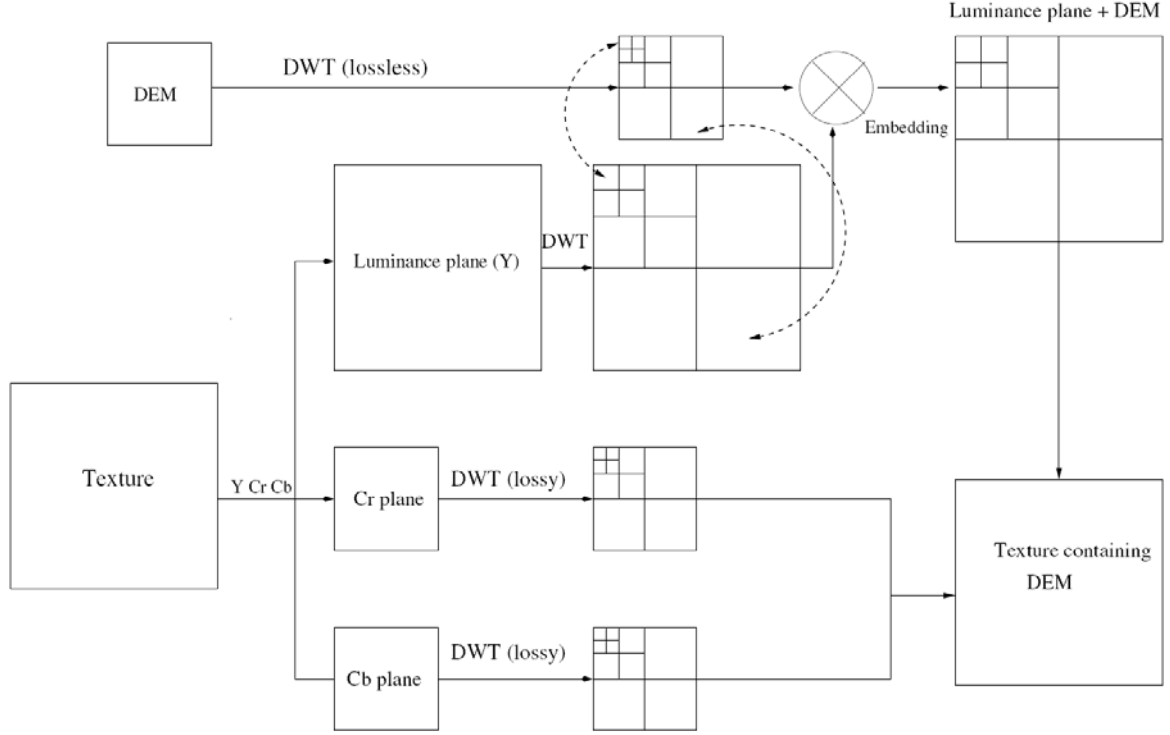 Luminance plane + DEM
DWT (lossless)
DEM
Embedding
DWT
Luminance plane (Y)
Texture
Y Cr Cb
DWT (lossy)
Cr plane
Texture containing
DEM
DWT (lossy)
Cb plane